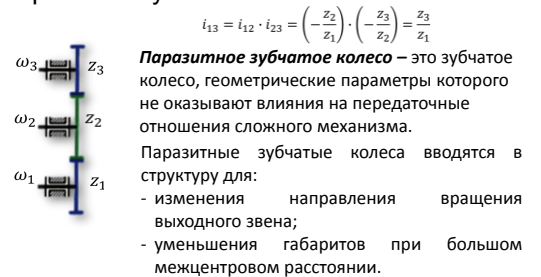 i₁₃ = i₁₂ · i₂₃ = (−z₂/z₁) · (−z₃/z₂) = z₃/z₁
Паразитное зубчатое колесо – это зубчатое
колесо, геометрические параметры которого
не оказывают влияния на передаточные
отношения сложного механизма.
Паразитные зубчатые колеса вводятся в
структуру для:
- изменения направления вращения
выходного звена;
- уменьшения габаритов при большом
межцентровом расстоянии.
ω₃ z₃
ω₂ z₂
ω₁ z₁